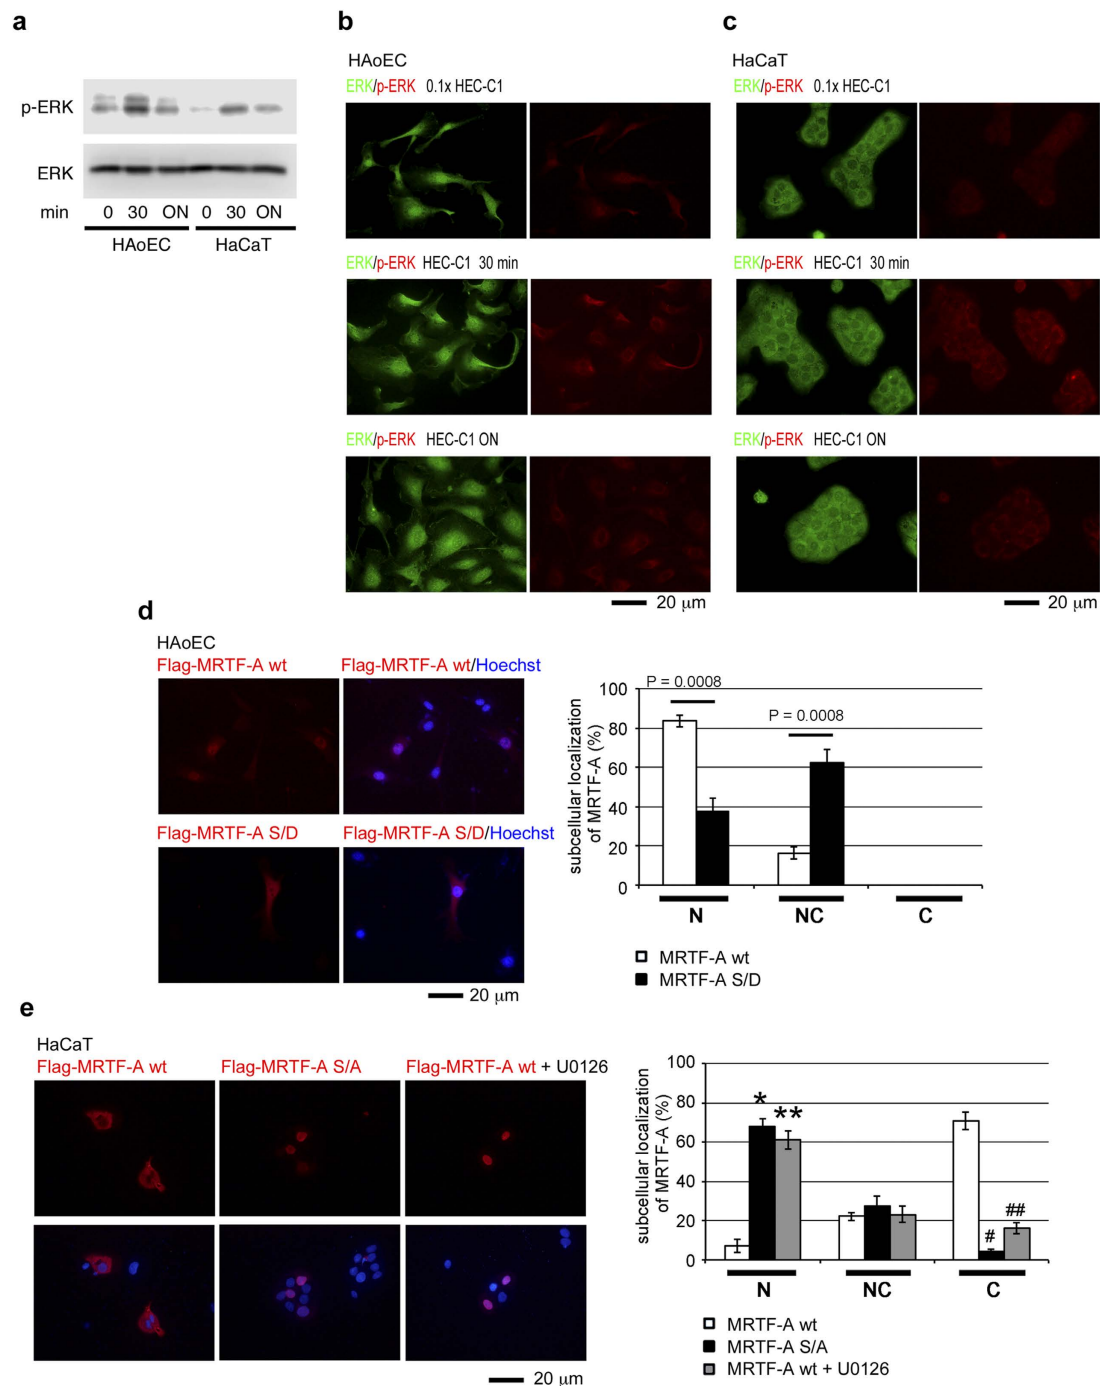 a
p-ERK
ERK
min 0 30 ON 0 30 ON
HAoEC HaCaT
b
HAoEC
ERK/p-ERK 0.1x HEC-C1
ERK/p-ERK HEC-C1 30 min
ERK/p-ERK HEC-C1 ON
20 μm
c
HaCaT
ERK/p-ERK 0.1x HEC-C1
ERK/p-ERK HEC-C1 30 min
ERK/p-ERK HEC-C1 ON
20 μm
d
HAoEC
Flag-MRTF-A wt Flag-MRTF-A wt/Hoechst
Flag-MRTF-A S/D Flag-MRTF-A S/D/Hoechst
20 μm
subcellular localization
of MRTF-A (%)
100
80
60
40
20
0
P = 0.0008
P = 0.0008
N NC C
MRTF-A wt
MRTF-A S/D
e
HaCaT
Flag-MRTF-A wt Flag-MRTF-A S/A Flag-MRTF-A wt + U0126
20 μm
subcellular localization
of MRTF-A (%)
100
80
60
40
20
0
* ** # ##
N NC C
MRTF-A wt
MRTF-A S/A
MRTF-A wt + U0126